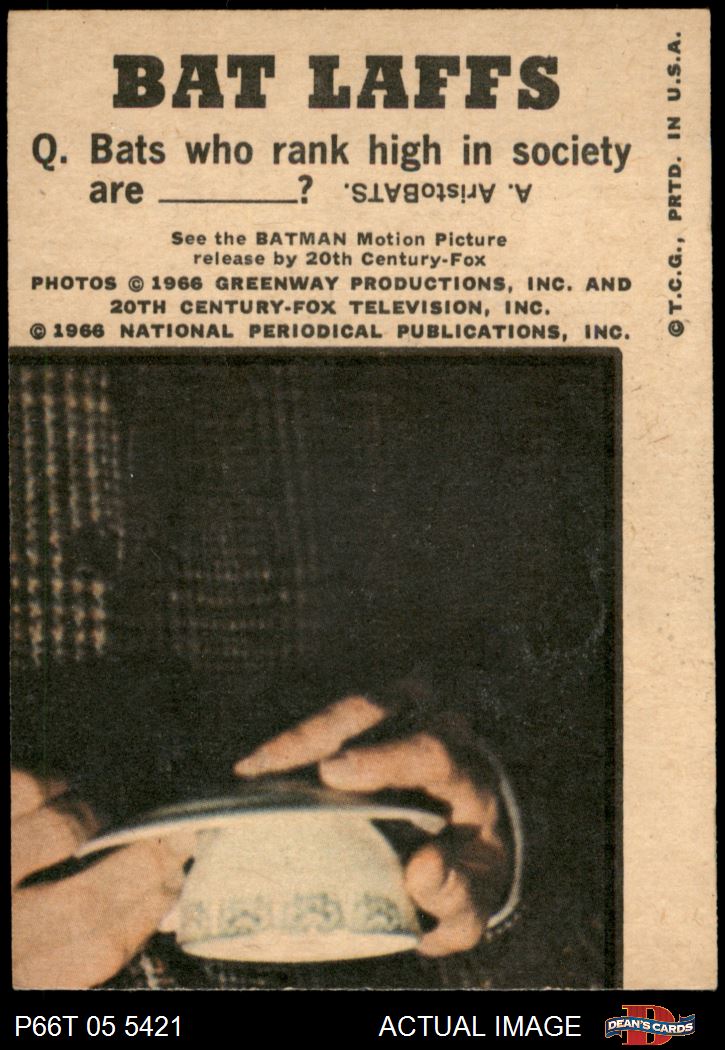 BAT LAFFS
Q. Bats who rank high in society
are ________? A. AristoBATS.
See the BATMAN Motion Picture
release by 20th Century-Fox
PHOTOS © 1966 GREENWAY PRODUCTIONS, INC. AND
20TH CENTURY-FOX TELEVISION, INC.
© 1966 NATIONAL PERIODICAL PUBLICATIONS, INC.
© T.C.G., PRTD. IN U.S.A.
P66T 05 5421
ACTUAL IMAGE
D
DEAN'S CARDS